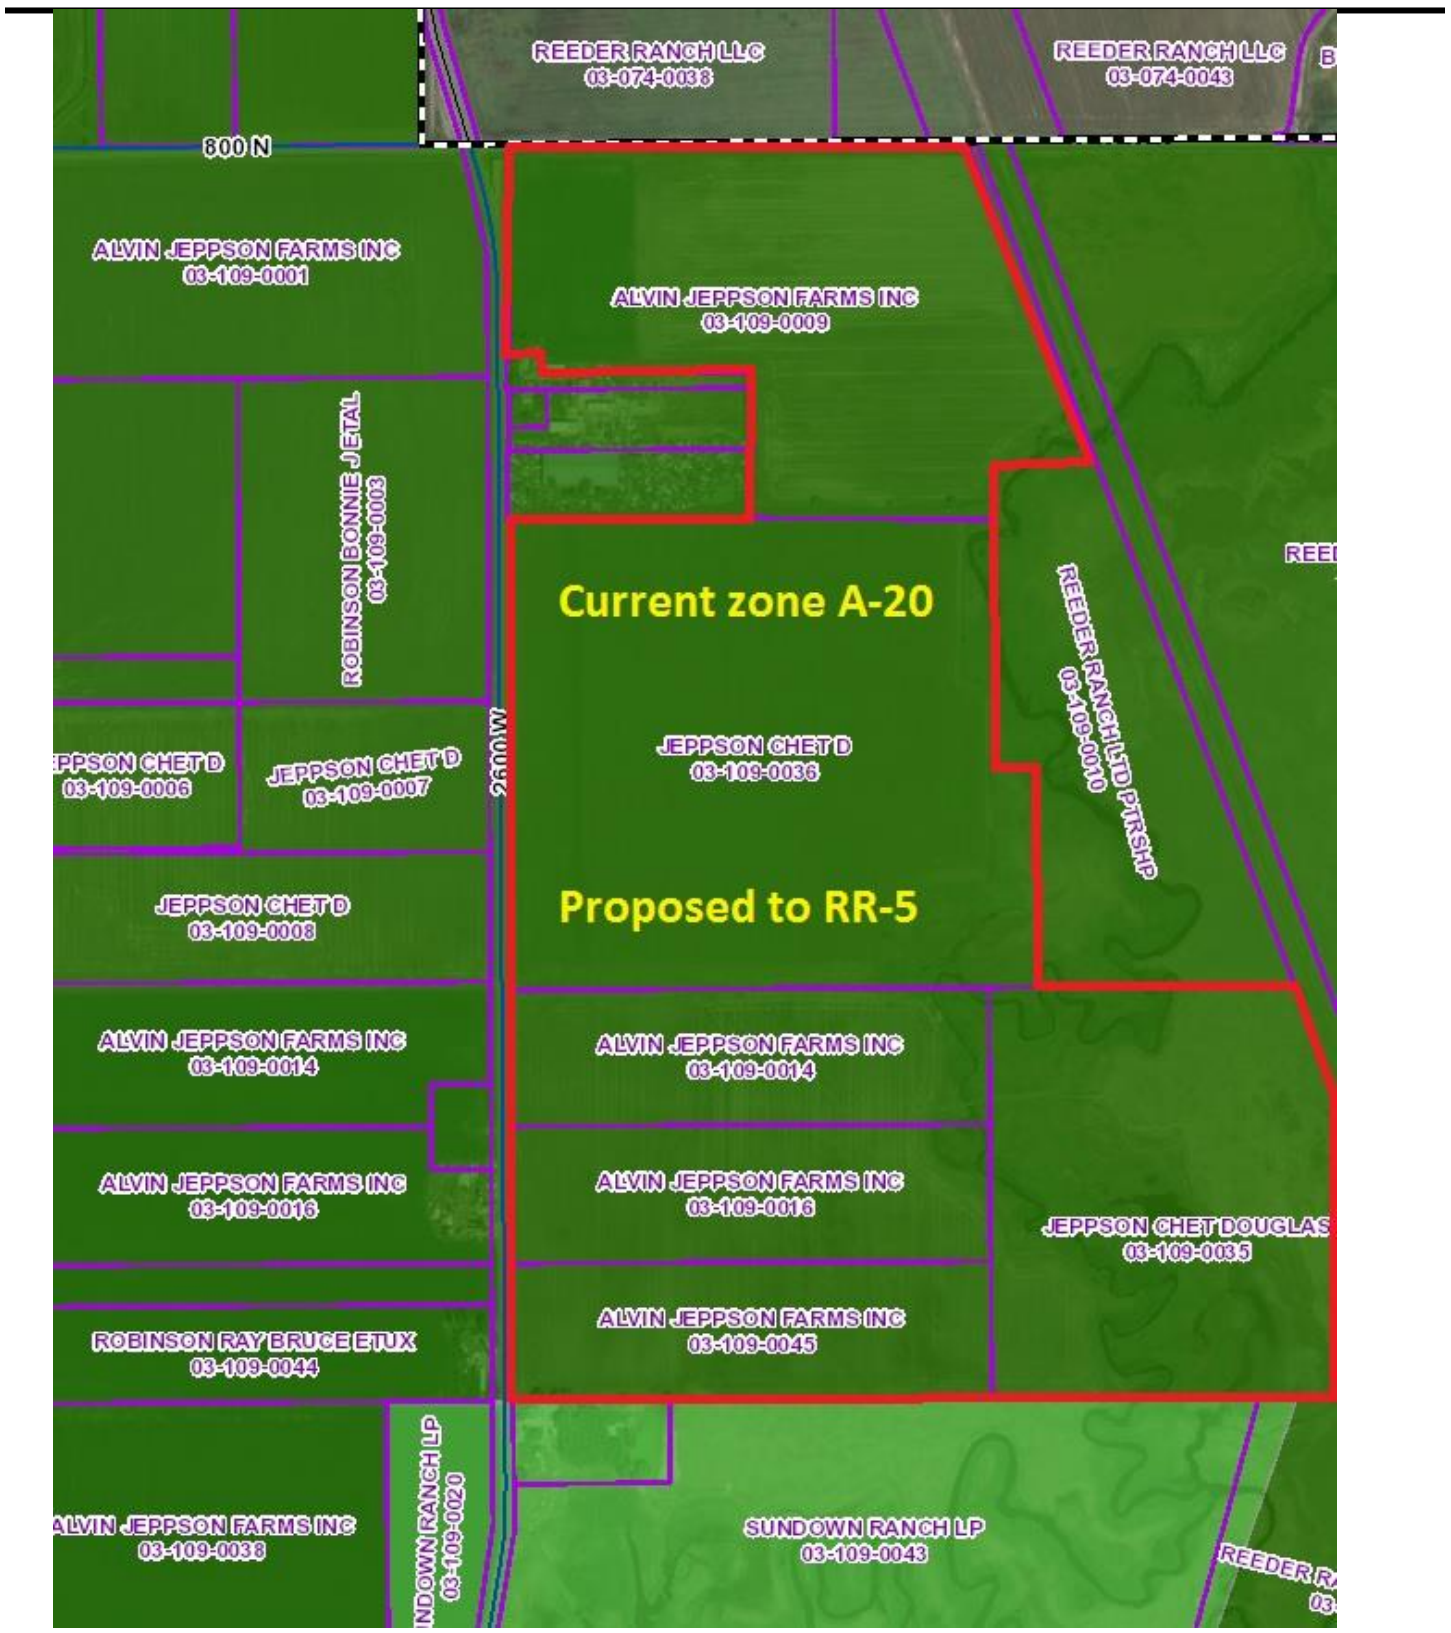 REEDER RANCH LLC
03-074-0038
REEDER RANCH LLC
03-074-0043
B
800 N
ALVIN JEPPSON FARMS INC
03-109-0001
ALVIN JEPPSON FARMS INC
03-109-0009
ROBINSON BONNIE J ETAL
03-109-0003
REED
Current zone A-20
REEDER RANCH LTD PTRSHP
03-109-0010
2600 W
JEPPSON CHET D
03-109-0036
EPPSON CHET D
03-109-0006
JEPPSON CHET D
03-109-0007
JEPPSON CHET D
03-109-0008
Proposed to RR-5
ALVIN JEPPSON FARMS INC
03-109-0014
ALVIN JEPPSON FARMS INC
03-109-0014
ALVIN JEPPSON FARMS INC
03-109-0016
ALVIN JEPPSON FARMS INC
03-109-0016
JEPPSON CHET DOUGLAS
03-109-0035
ROBINSON RAY BRUCE ETUX
03-109-0044
ALVIN JEPPSON FARMS INC
03-109-0045
ALVIN JEPPSON FARMS INC
03-109-0038
NDOWN RANCH LP
03-109-0020
SUNDOWN RANCH LP
03-109-0043
REEDER RA
03-